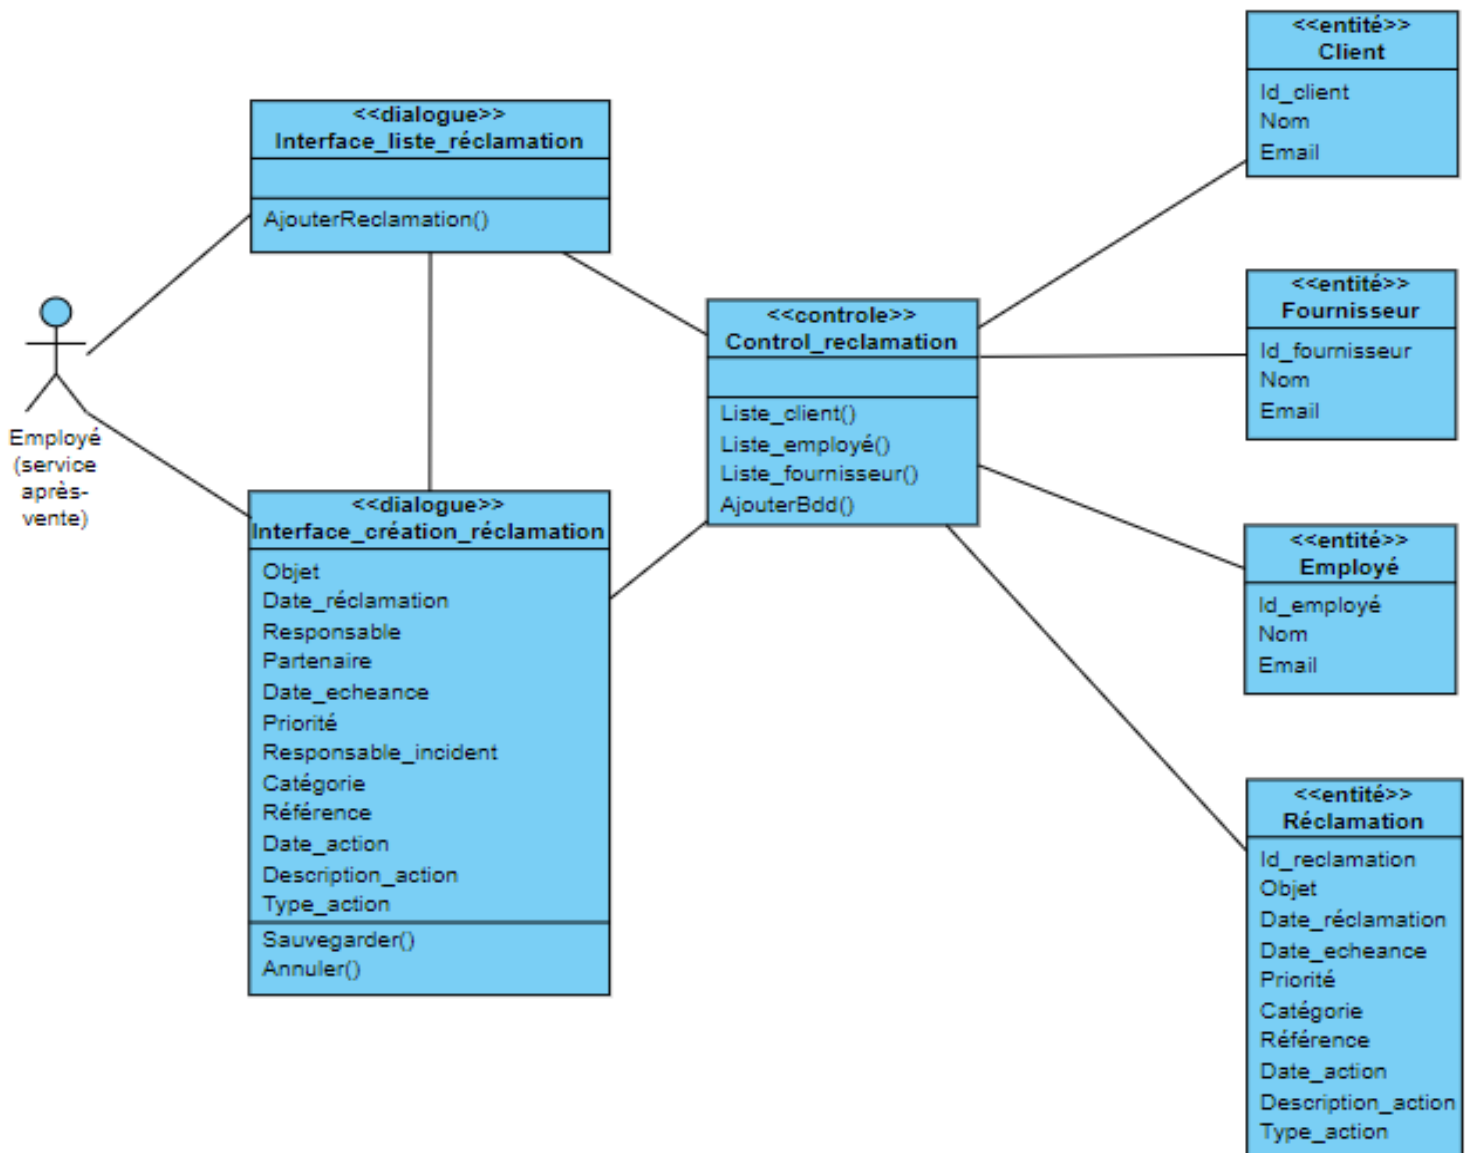 <<dialogue>>
Interface_liste_réclamation
AjouterReclamation()
Employé
(service
après-
vente)
<<dialogue>>
Interface_création_réclamation
Objet
Date_réclamation
Responsable
Partenaire
Date_echeance
Priorité
Responsable_incident
Catégorie
Référence
Date_action
Description_action
Type_action
Sauvegarder()
Annuler()
<<controle>>
Control_reclamation
Liste_client()
Liste_employé()
Liste_fournisseur()
AjouterBdd()
<<entité>>
Client
Id_client
Nom
Email
<<entité>>
Fournisseur
Id_fournisseur
Nom
Email
<<entité>>
Employé
Id_employé
Nom
Email
<<entité>>
Réclamation
Id_reclamation
Objet
Date_réclamation
Date_echeance
Priorité
Catégorie
Référence
Date_action
Description_action
Type_action